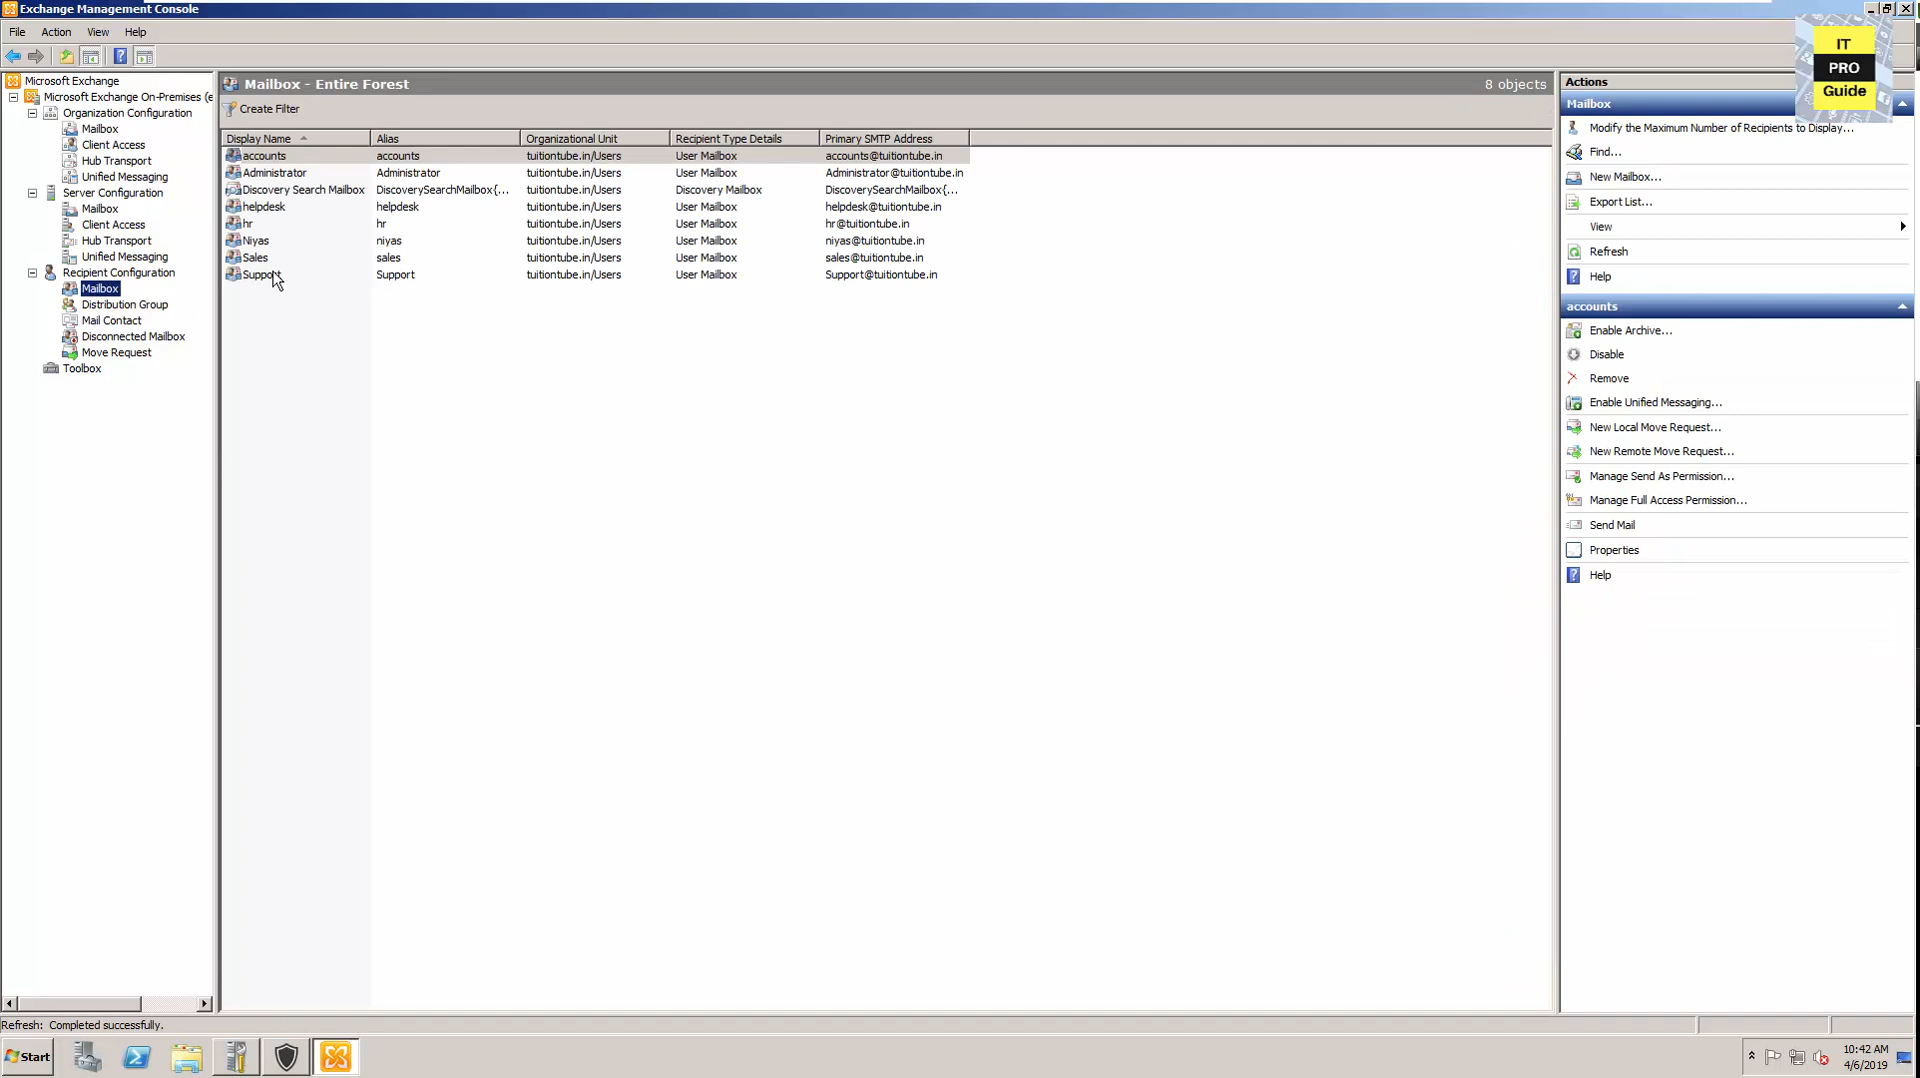 Exchange Management Console
File Action View Help
IT
PRO
Guide
Microsoft Exchange
Microsoft Exchange On-Premises (e
Organization Configuration
Mailbox
Client Access
Hub Transport
Unified Messaging
Server Configuration
Mailbox
Client Access
Hub Transport
Unified Messaging
Recipient Configuration
Mailbox
Distribution Group
Mail Contact
Disconnected Mailbox
Move Request
Toolbox
Mailbox - Entire Forest 8 objects
Create Filter
Display Name Alias Organizational Unit Recipient Type Details Primary SMTP Address
accounts accounts tuitiontube.in/Users User Mailbox accounts@tuitiontube.in
Administrator Administrator tuitiontube.in/Users User Mailbox Administrator@tuitiontube.in
Discovery Search Mailbox DiscoverySearchMailbox{... tuitiontube.in/Users Discovery Mailbox DiscoverySearchMailbox{...
helpdesk helpdesk tuitiontube.in/Users User Mailbox helpdesk@tuitiontube.in
hr hr tuitiontube.in/Users User Mailbox hr@tuitiontube.in
Niyas niyas tuitiontube.in/Users User Mailbox niyas@tuitiontube.in
Sales sales tuitiontube.in/Users User Mailbox sales@tuitiontube.in
Support Support tuitiontube.in/Users User Mailbox Support@tuitiontube.in
Actions
Mailbox
Modify the Maximum Number of Recipients to Display...
Find...
New Mailbox...
Export List...
View
Refresh
Help
accounts
Enable Archive...
Disable
Remove
Enable Unified Messaging...
New Local Move Request...
New Remote Move Request...
Manage Send As Permission...
Manage Full Access Permission...
Send Mail
Properties
Help
Refresh: Completed successfully.
Start
10:42 AM
4/6/2019